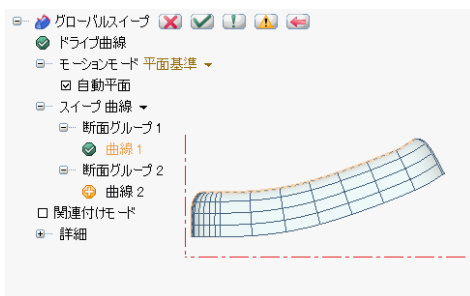 グローバルスイープ
ドライブ曲線
モーションモード 平面基準
自動平面
スイープ 曲線
断面グループ 1
曲線 1
断面グループ 2
曲線 2
関連付けモード
詳細